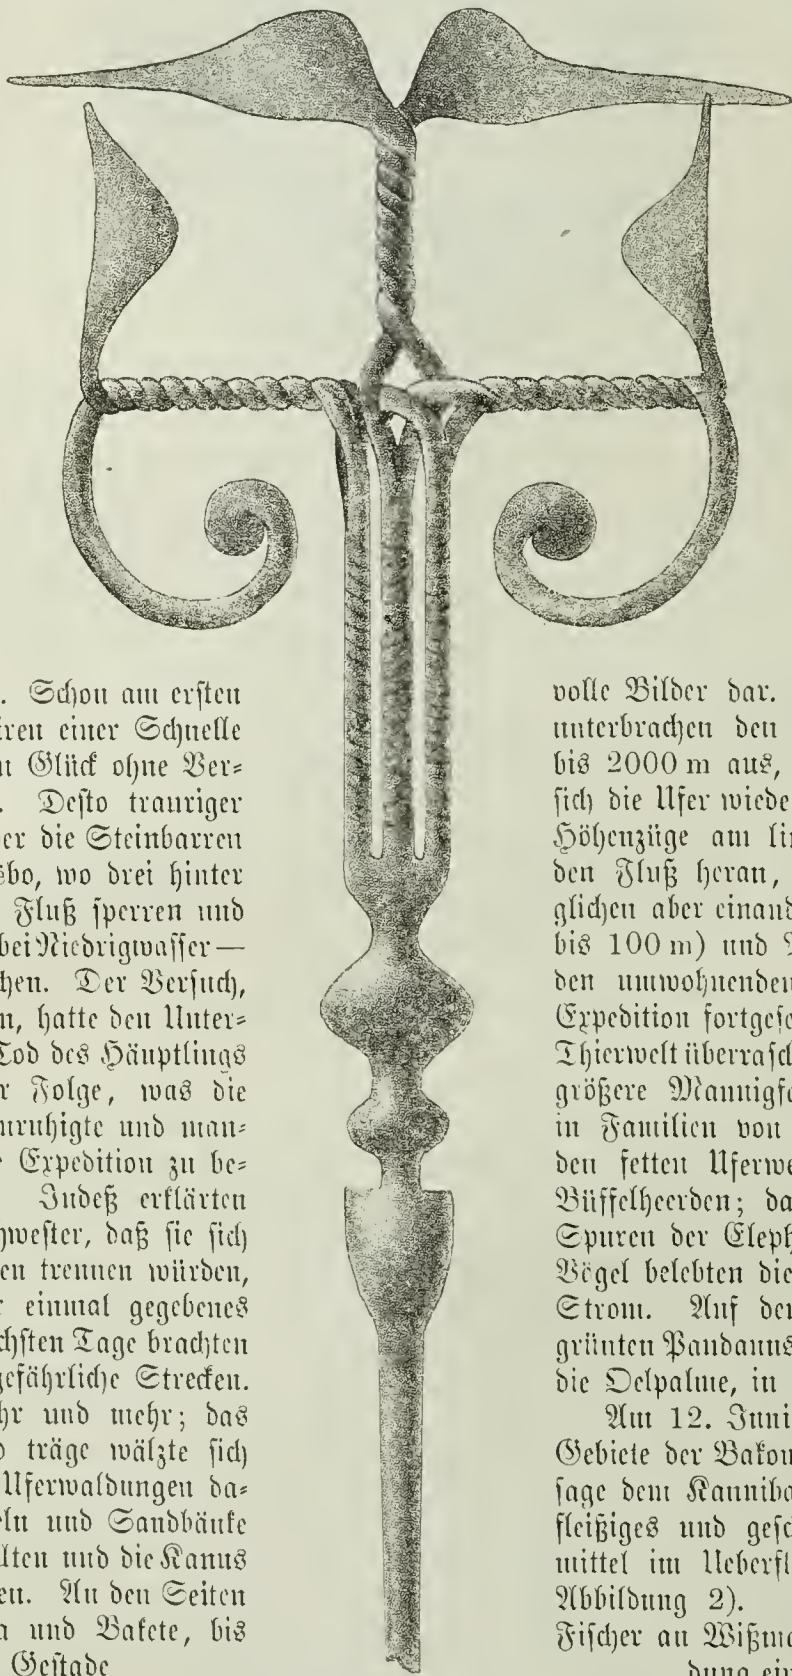 . Schon am ersten
iren einer Schnelle
m Glück ohne Ver⸗
. Desto trauriger
er die Steinbarren
sbo, wo drei hinter
Fluß sperren und
bei Niedrigwasser —
hen. Der Versuch,
n, hatte den Unter⸗
Tod des Häuptlings
r Folge, was die
nruhigte und man⸗
e Expedition zu be⸗
Indeß erklärten
hwester, daß sie sich
en trennen würden,
r einmal gegebenes
chsten Tage brachten
gefährliche Strecken.
hr und mehr; das
o träge wälzte sich
Uferwaldungen da⸗
eln und Sandbänke
lten und die Kanus
en. An den Seiten
a und Bakete, bis
Gestade
volle Bilder dar.
unterbrachen den
bis 2000 m aus,
sich die Ufer wiede
Höhenzüge am lin
den Fluß heran,
glichen aber einand
bis 100 m) und
den umwohnenden
Expedition fortgese
Thierwelt überrasch
größere Mannigfa
in Familien von
den fetten Uferwe
Büffelheerden; da
Spuren der Eleph
Vögel belebten die
Strom. Auf den
grünten Pandanus
die Oelpalme, in
Am 12. Juni
Gebiete der Bakou
sage dem Kanniba
fleißiges und gesch
mittel im Ueberfl
Abbildung 2).
Fischer an Wißma
dung ein